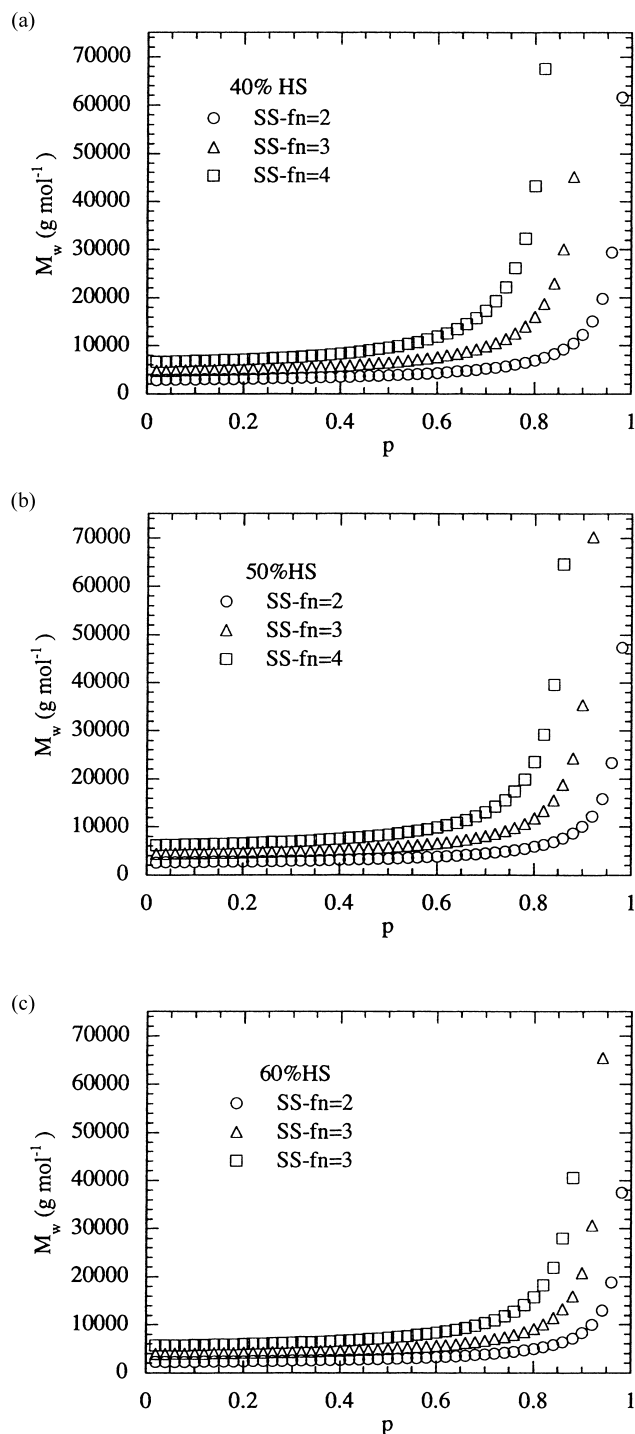 (a)
70000
60000
50000
40000
30000
20000
10000
0
M_w (g mol⁻¹)
40% HS
SS-fn=2
SS-fn=3
SS-fn=4
0 0.2 0.4 0.6 0.8 1
p
(b)
70000
60000
50000
40000
30000
20000
10000
0
M_w (g mol⁻¹)
50%HS
SS-fn=2
SS-fn=3
SS-fn=4
0 0.2 0.4 0.6 0.8 1
p
(c)
70000
60000
50000
40000
30000
20000
10000
0
M_w (g mol⁻¹)
60%HS
SS-fn=2
SS-fn=3
SS-fn=3
0 0.2 0.4 0.6 0.8 1
p